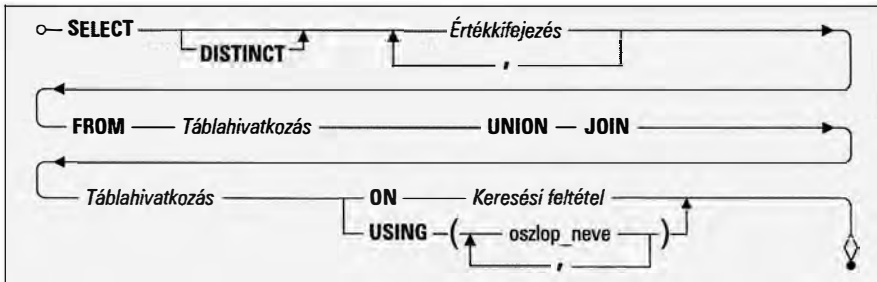 SELECT Értékkifejezés
DISTINCT ,
FROM Táblahivatkozás UNION JOIN
Táblahivatkozás ON Keresési feltétel
USING ( oszlop_neve )
,